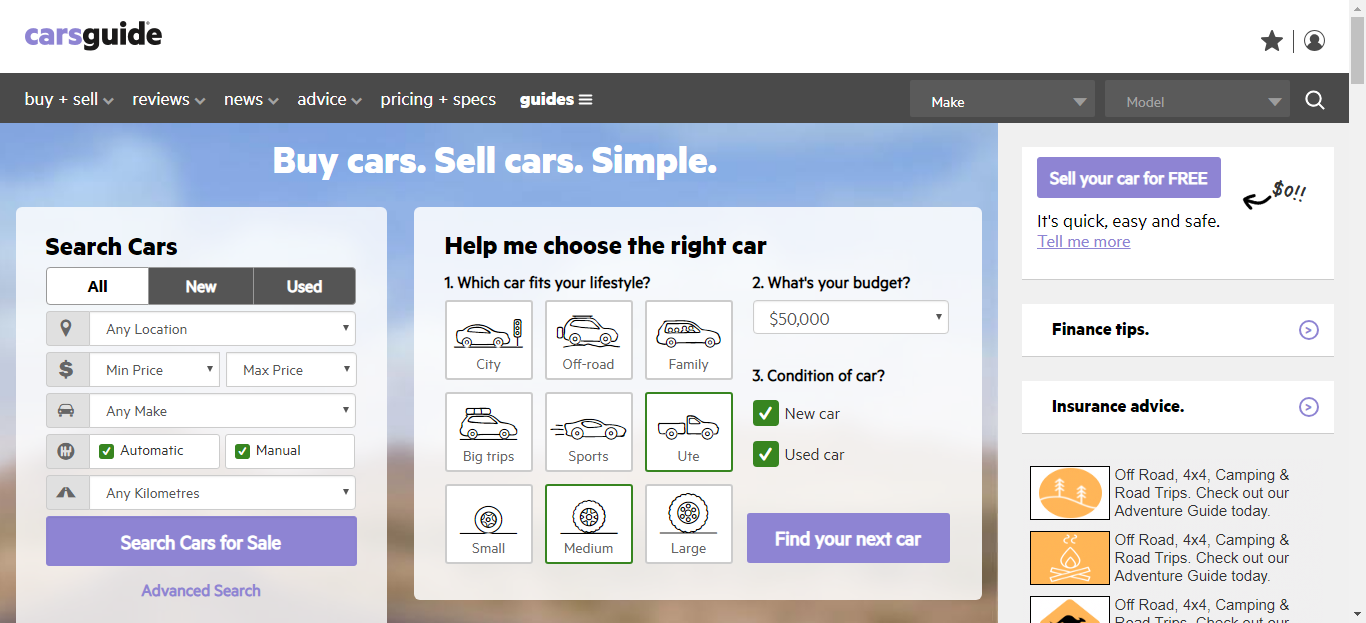 carsguide
buy + sell
reviews
news
advice
pricing + specs
guides
Make
Model
Buy cars. Sell cars. Simple.
Search Cars
All
New
Used
Any Location
$
Min Price
Max Price
Any Make
Automatic
Manual
Any Kilometres
Search Cars for Sale
Advanced Search
Help me choose the right car
1. Which car fits your lifestyle?
City
Off-road
Family
Big trips
Sports
Ute
Small
Medium
Large
2. What's your budget?
$50,000
3. Condition of car?
New car
Used car
Find your next car
Sell your car for FREE
$0!!
It's quick, easy and safe.
Tell me more
Finance tips.
Insurance advice.
Off Road, 4x4, Camping &
Road Trips. Check out our
Adventure Guide today.
Off Road, 4x4, Camping &
Road Trips. Check out our
Adventure Guide today.
Off Road, 4x4, Camping &
Road Trips. Check out our